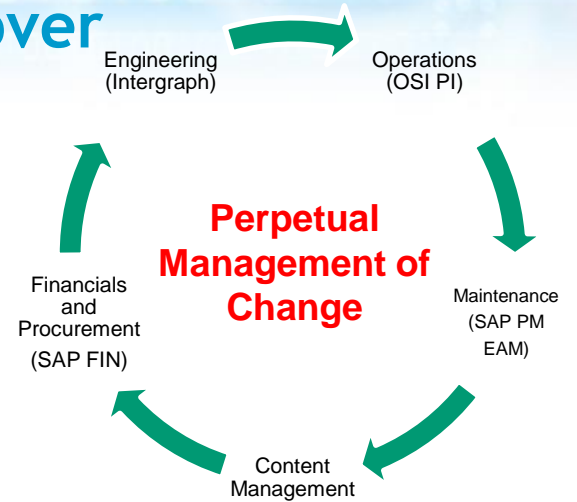 over
Engineering
(Intergraph)
Operations
(OSI PI)
Perpetual
Management of
Change
Maintenance
(SAP PM
EAM)
Content
Management
Financials
and
Procurement
(SAP FIN)